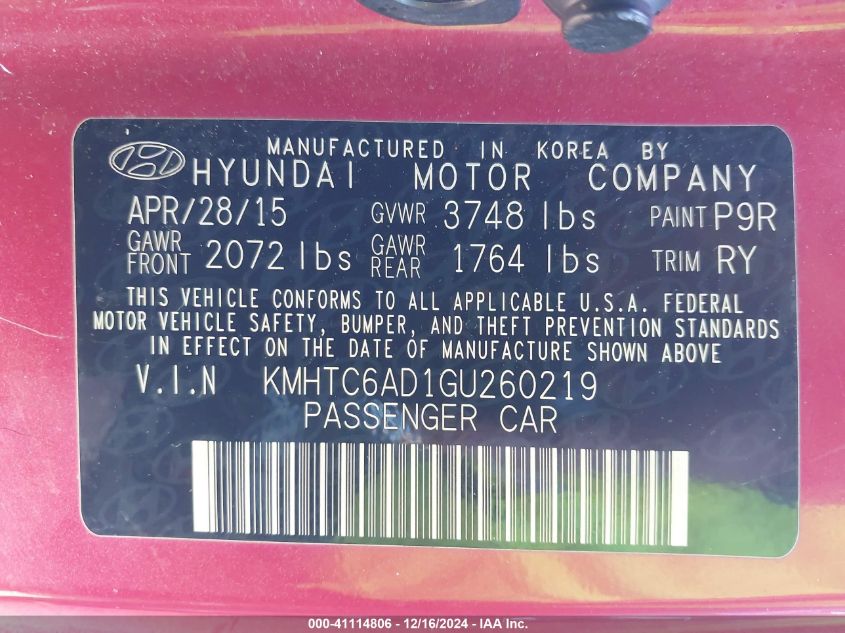 MANUFACTURED IN KOREA BY
HYUNDAI MOTOR COMPANY
APR/28/15 GVWR 3748 lbs PAINT P9R
GAWR FRONT 2072 lbs GAWR REAR 1764 lbs TRIM RY
THIS VEHICLE CONFORMS TO ALL APPLICABLE U.S.A. FEDERAL
MOTOR VEHICLE SAFETY, BUMPER, AND THEFT PREVENTION STANDARDS
IN EFFECT ON THE DATE OF MANUFACTURE SHOWN ABOVE
V.I.N KMHTC6AD1GU260219
PASSENGER CAR
000-41114806 - 12/16/2024 - IAA Inc.